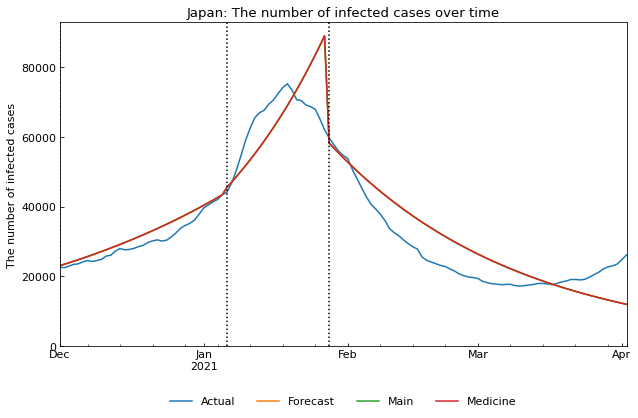 Japan: The number of infected cases over time
The number of infected cases
80000
60000
40000
20000
0
Dec Jan Feb Mar Apr
2021
Actual Forecast Main Medicine